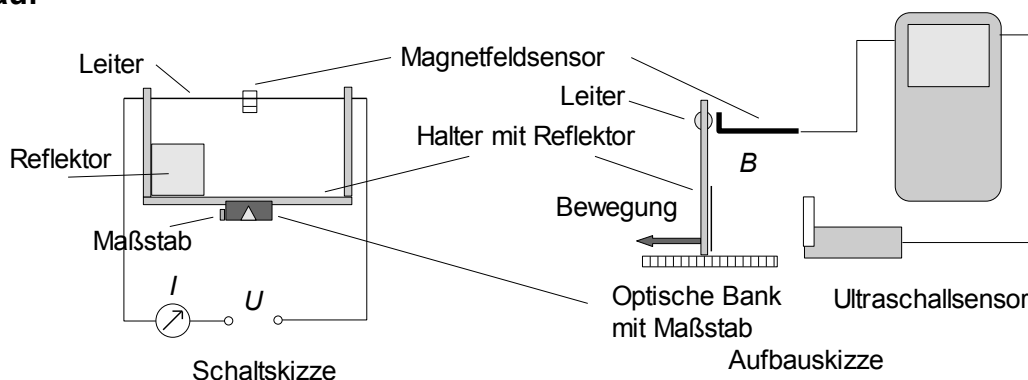 Leiter
Magnetfeldsensor
Leiter
Halter mit Reflektor
Reflektor
B
Bewegung
Maßstab
I
U
Optische Bank
mit Maßstab
Ultraschallsensor
Schaltskizze
Aufbauskizze